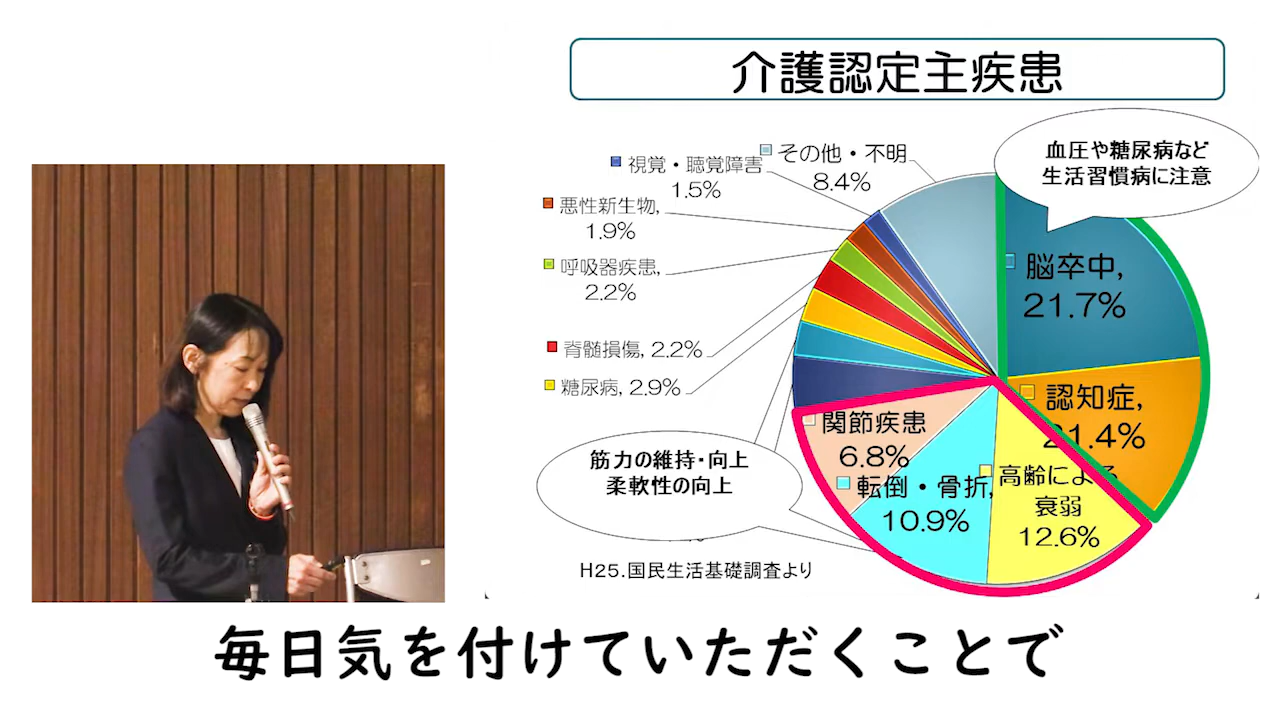 介護認定主疾患
血圧や糖尿病など
生活習慣病に注意
その他・不明
8.4%
視覚・聴覚障害
1.5%
悪性新生物,
1.9%
呼吸器疾患,
2.2%
脊髄損傷, 2.2%
糖尿病, 2.9%
脳卒中,
21.7%
認知症,
21.4%
関節疾患
6.8%
転倒・骨折,
10.9%
高齢による
衰弱
12.6%
筋力の維持・向上
柔軟性の向上
H25.国民生活基礎調査より
毎日気を付けていただくことで